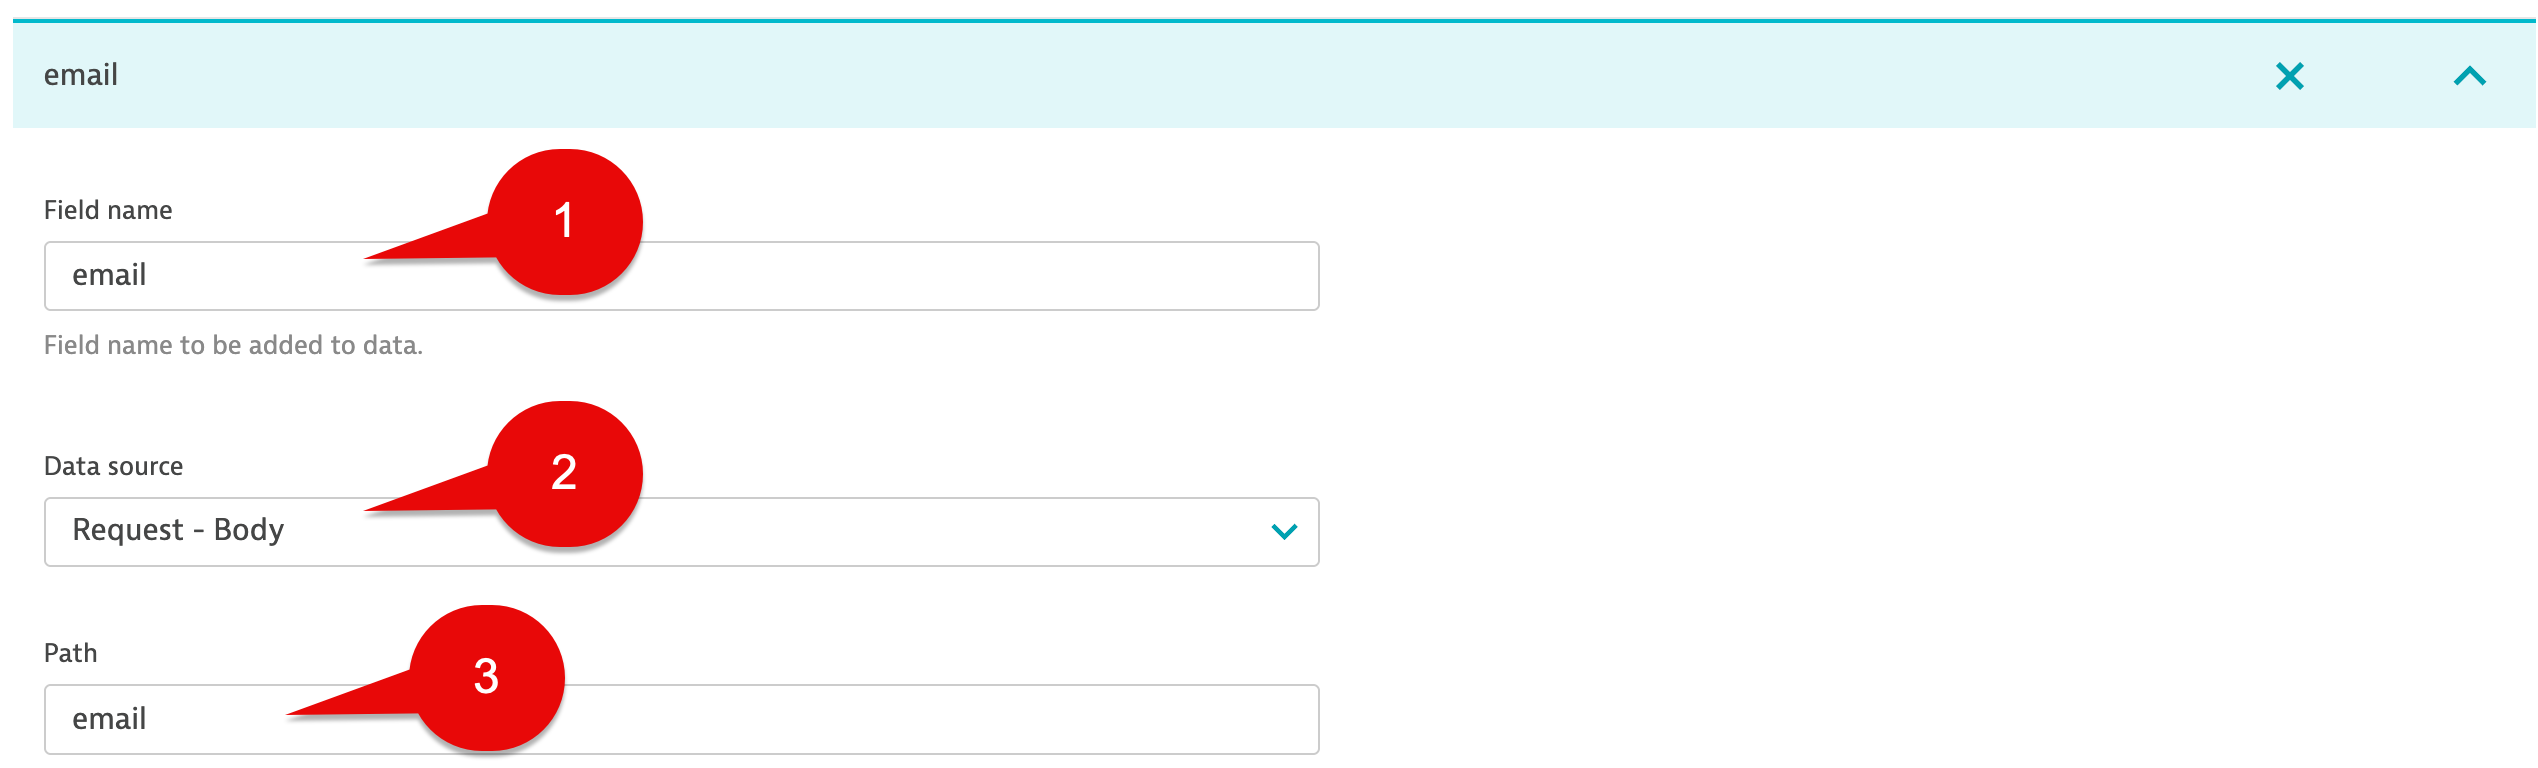 email
Field name
1
email
Field name to be added to data.
Data source
2
Request - Body
Path
3
email